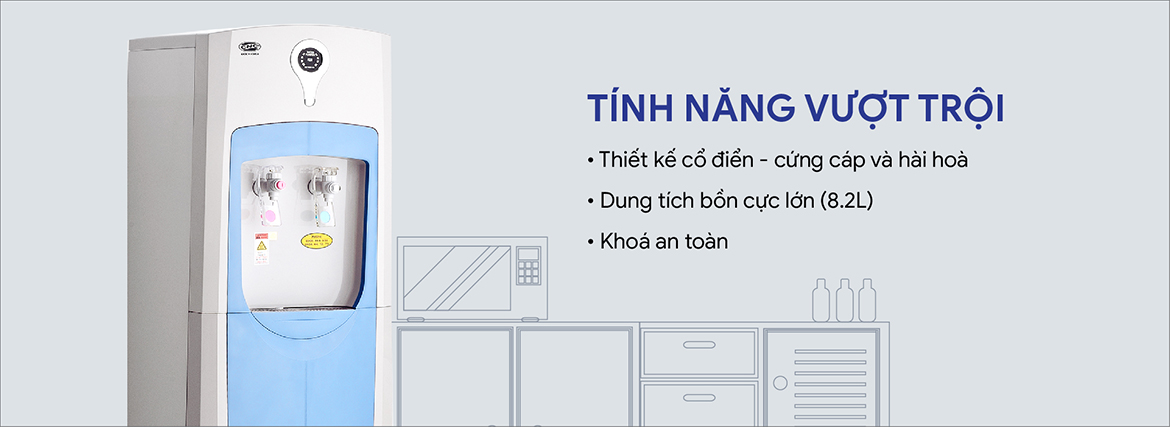 TÍNH NĂNG VƯỢT TRỘI
• Thiết kế cổ điển - cứng cáp và hài hoà
• Dung tích bồn cực lớn (8.2L)
• Khoá an toàn